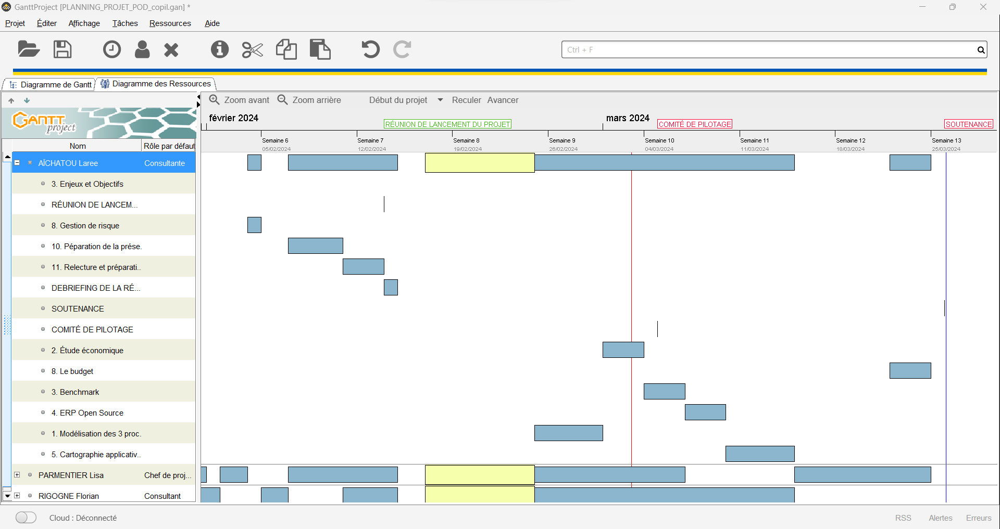 GanttProject [PLANNING_PROJET_POD_copil.gan] *
Projet Éditer Affichage Tâches Ressources Aide
Ctrl + F
Diagramme de Gantt Diagramme des Ressources
Zoom avant Zoom arrière Début du projet Reculer Avancer
GANTT project
février 2024 mars 2024
RÉUNION DE LANCEMENT DU PROJET COMITÉ DE PILOTAGE SOUTENANCE
Semaine 6 Semaine 7 Semaine 8 Semaine 9 Semaine 10 Semaine 11 Semaine 12 Semaine 13
05/02/2024 12/02/2024 19/02/2024 26/02/2024 04/03/2024 11/03/2024 18/03/2024 25/03/2024
Nom Rôle par défaut
AÏCHATOU Laree Consultante
3. Enjeux et Objectifs
RÉUNION DE LANCEM...
8. Gestion de risque
10. Péparation de la prése.
11. Relecture et préparati..
DEBRIEFING DE LA RÉ...
SOUTENANCE
COMITÉ DE PILOTAGE
2. Étude économique
8. Le budget
3. Benchmark
4. ERP Open Source
1. Modélisation des 3 proc.
5. Cartographie applicativ..
PARMENTIER Lisa Chef de proj...
RIGOGNE Florian Consultant
Cloud : Déconnecté RSS Alertes Erreurs